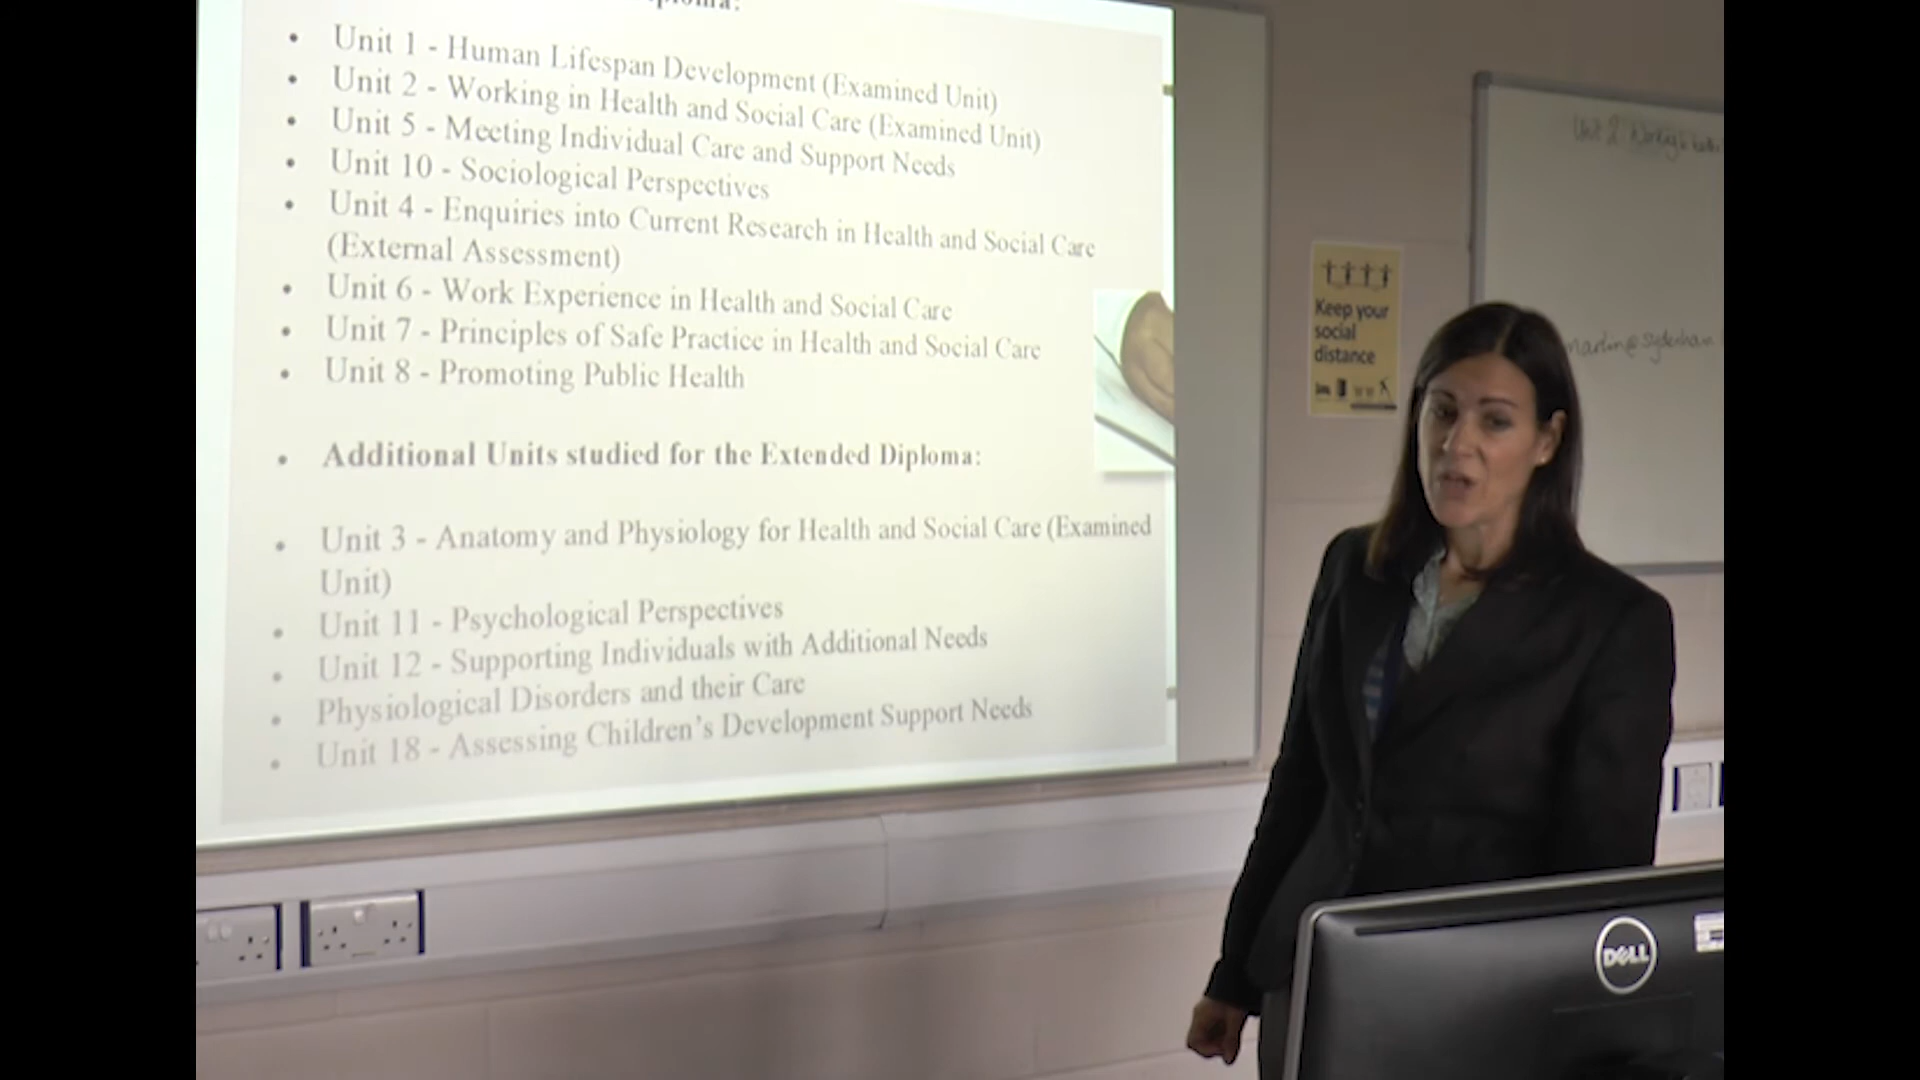 Unit 1 - Human Lifespan Development (Examined Unit)
Unit 2 - Working in Health and Social Care (Examined Unit)
Unit 5 - Meeting Individual Care and Support Needs
Unit 10 - Sociological Perspectives
Unit 4 - Enquiries into Current Research in Health and Social Care
(External Assessment)
Unit 6 - Work Experience in Health and Social Care
Unit 7 - Principles of Safe Practice in Health and Social Care
Unit 8 - Promoting Public Health
Additional Units studied for the Extended Diploma:
Unit 3 - Anatomy and Physiology for Health and Social Care (Examined
Unit)
Unit 11 - Psychological Perspectives
Unit 12 - Supporting Individuals with Additional Needs
Physiological Disorders and their Care
Unit 18 - Assessing Children's Development Support Needs
Keep your
social
distance
Unit 2
DELL